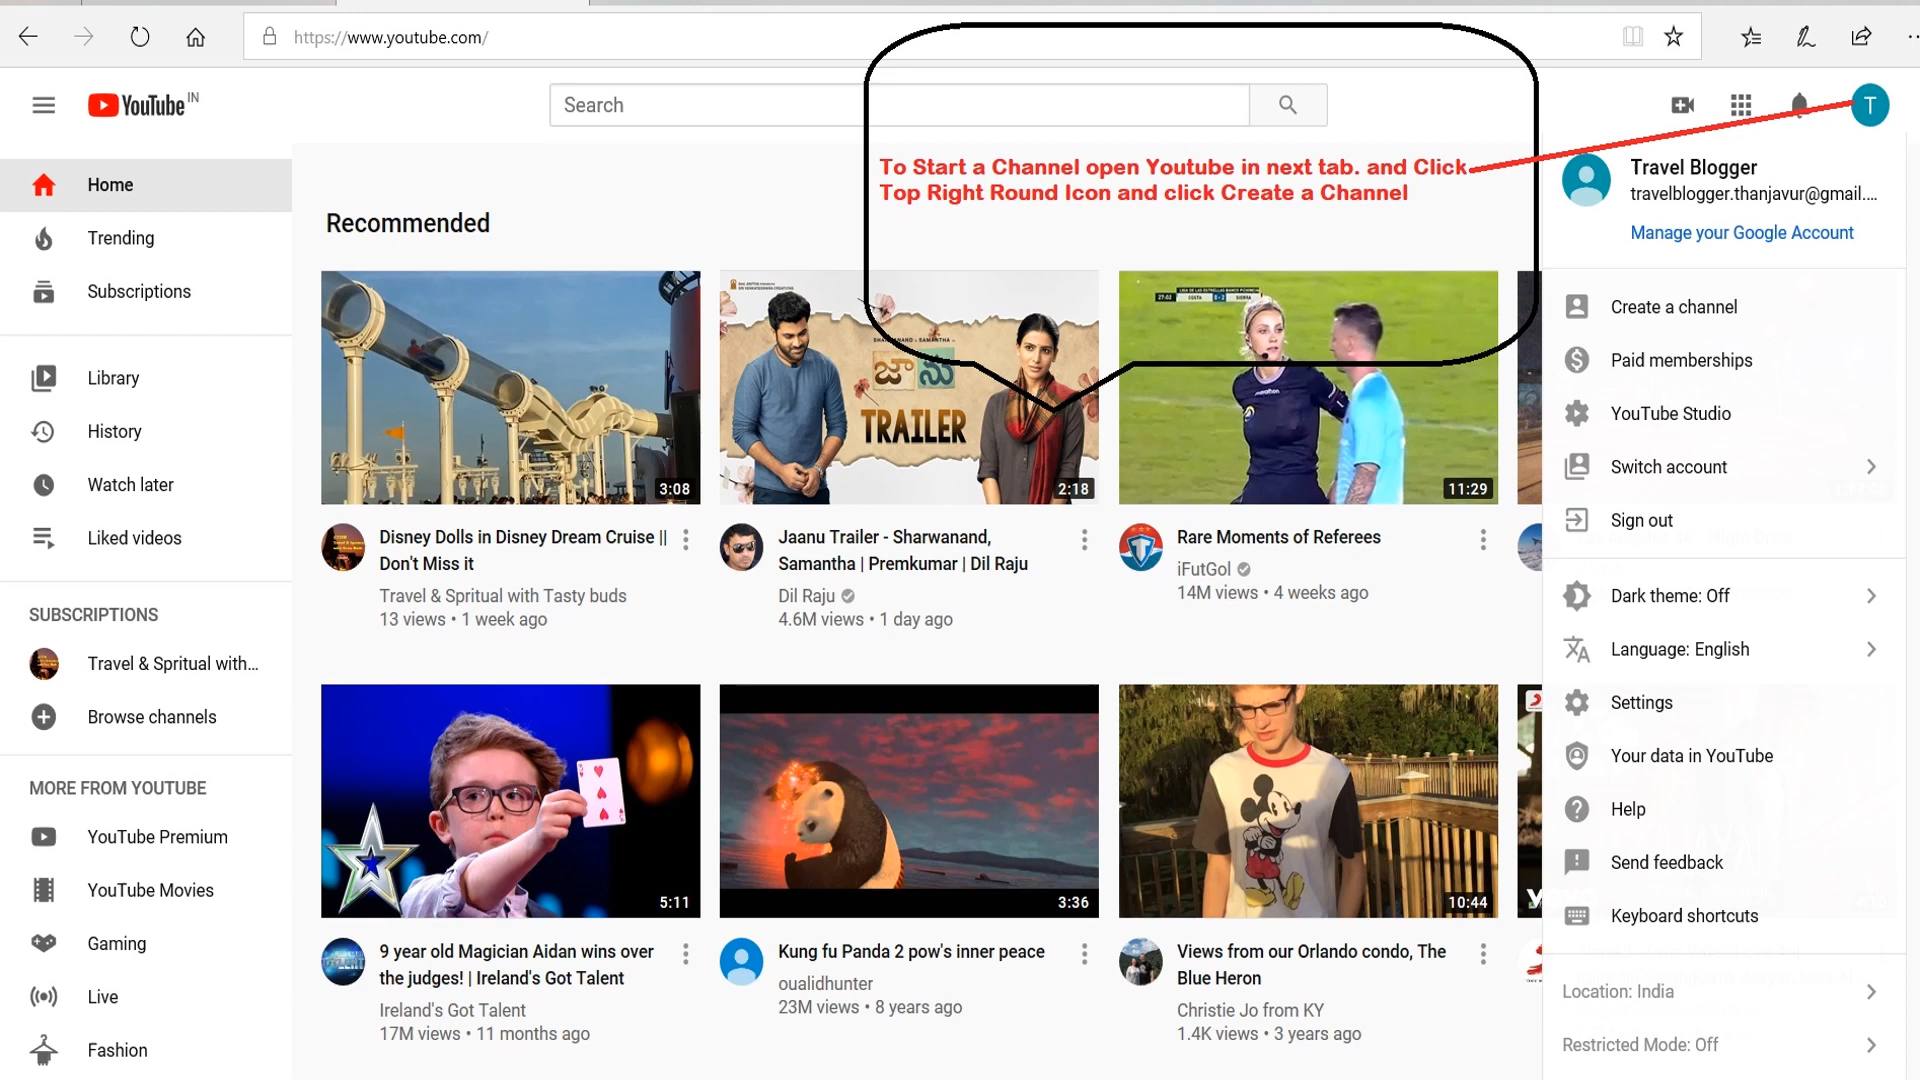 https://www.youtube.com/
YouTube IN
Search
T
To Start a Channel open Youtube in next tab. and Click
Top Right Round Icon and click Create a Channel
Home
Trending
Subscriptions
Library
History
Watch later
Liked videos
SUBSCRIPTIONS
Travel & Spritual with...
Browse channels
MORE FROM YOUTUBE
YouTube Premium
YouTube Movies
Gaming
Live
Fashion
Recommended
3:08
Disney Dolls in Disney Dream Cruise ||
Don't Miss it
Travel & Spritual with Tasty buds
13 views • 1 week ago
SHARWANAND - SAMANTHA
జాను
TRAILER
2:18
Jaanu Trailer - Sharwanand,
Samantha | Premkumar | Dil Raju
Dil Raju
4.6M views • 1 day ago
27:02 COSTA 0-2 SIERRA
marathon
11:29
Rare Moments of Referees
iFutGol
14M views • 4 weeks ago
5:11
9 year old Magician Aidan wins over
the judges! | Ireland's Got Talent
Ireland's Got Talent
17M views • 11 months ago
3:36
Kung fu Panda 2 pow's inner peace
oualidhunter
23M views • 8 years ago
10:44
Views from our Orlando condo, The
Blue Heron
Christie Jo from KY
1.4K views • 3 years ago
Travel Blogger
travelblogger.thanjavur@gmail....
Manage your Google Account
Create a channel
Paid memberships
YouTube Studio
Switch account
Sign out
Dark theme: Off
Language: English
Settings
Your data in YouTube
Help
Send feedback
Keyboard shortcuts
Location: India
Restricted Mode: Off